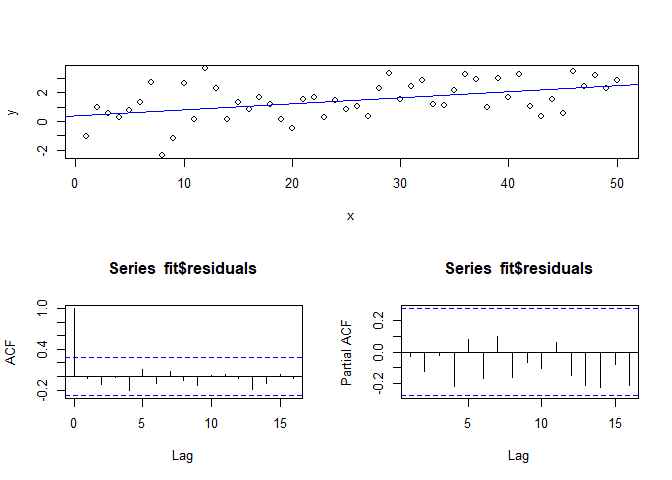 y
2
0
-2
0 10 20 30 40 50
x
Series fit$residuals
ACF
1.0
0.4
-0.2
0 5 10 15
Lag
Series fit$residuals
Partial ACF
0.2
0.0
-0.2
5 10 15
Lag